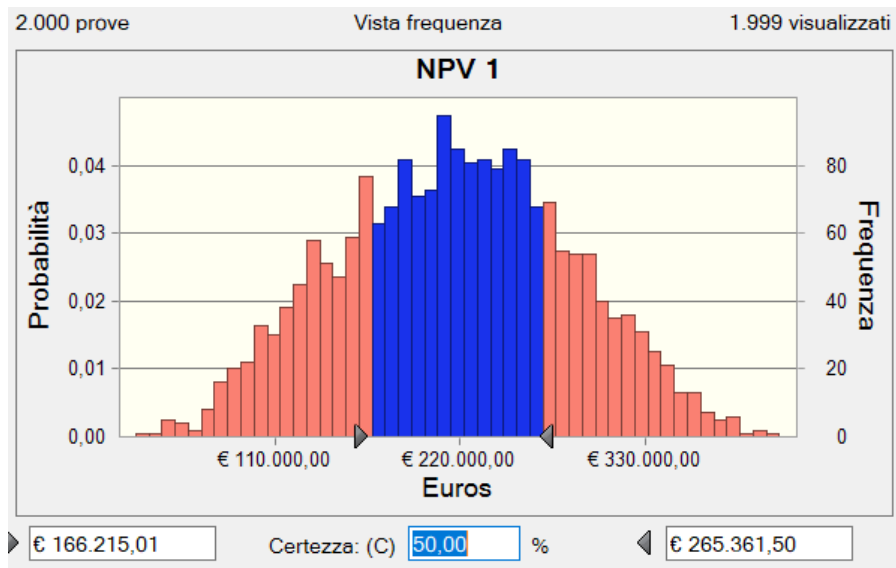 2.000 prove Vista frequenza 1.999 visualizzati
NPV 1
Probabilità
0,04
0,03
0,02
0,01
0,00
80
60
40
20
0
Frequenza
€ 110.000,00 € 220.000,00 € 330.000,00
Euros
€ 166.215,01 Certezza: (C) 50,00 % € 265.361,50